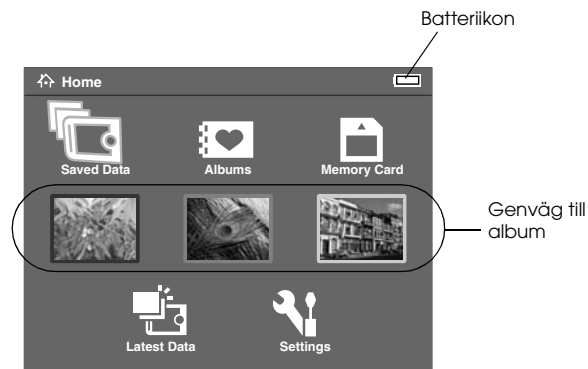 Batteriikon
Home
Saved Data
Albums
Memory Card
Genväg till
album
Latest Data
Settings